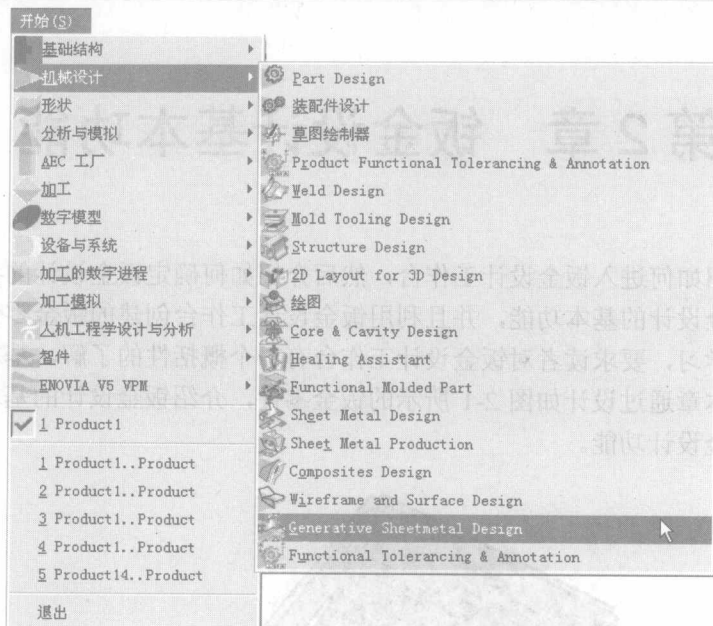 开始(S)
基础结构
机械设计
形状
分析与模拟
AEC 工厂
加工
数字模型
设备与系统
加工的数字进程
加工模拟
人机工程学设计与分析
智件
ENOVIA V5 VPM
1 Product1
1 Product1..Product
2 Product1..Product
3 Product1..Product
4 Product1..Product
5 Product14..Product
退出
Part Design
装配件设计
草图绘制器
Product Functional Tolerancing & Annotation
Weld Design
Mold Tooling Design
Structure Design
2D Layout for 3D Design
绘图
Core & Cavity Design
Healing Assistant
Functional Molded Part
Sheet Metal Design
Sheet Metal Production
Composites Design
Wireframe and Surface Design
Generative Sheetmetal Design
Functional Tolerancing & Annotation